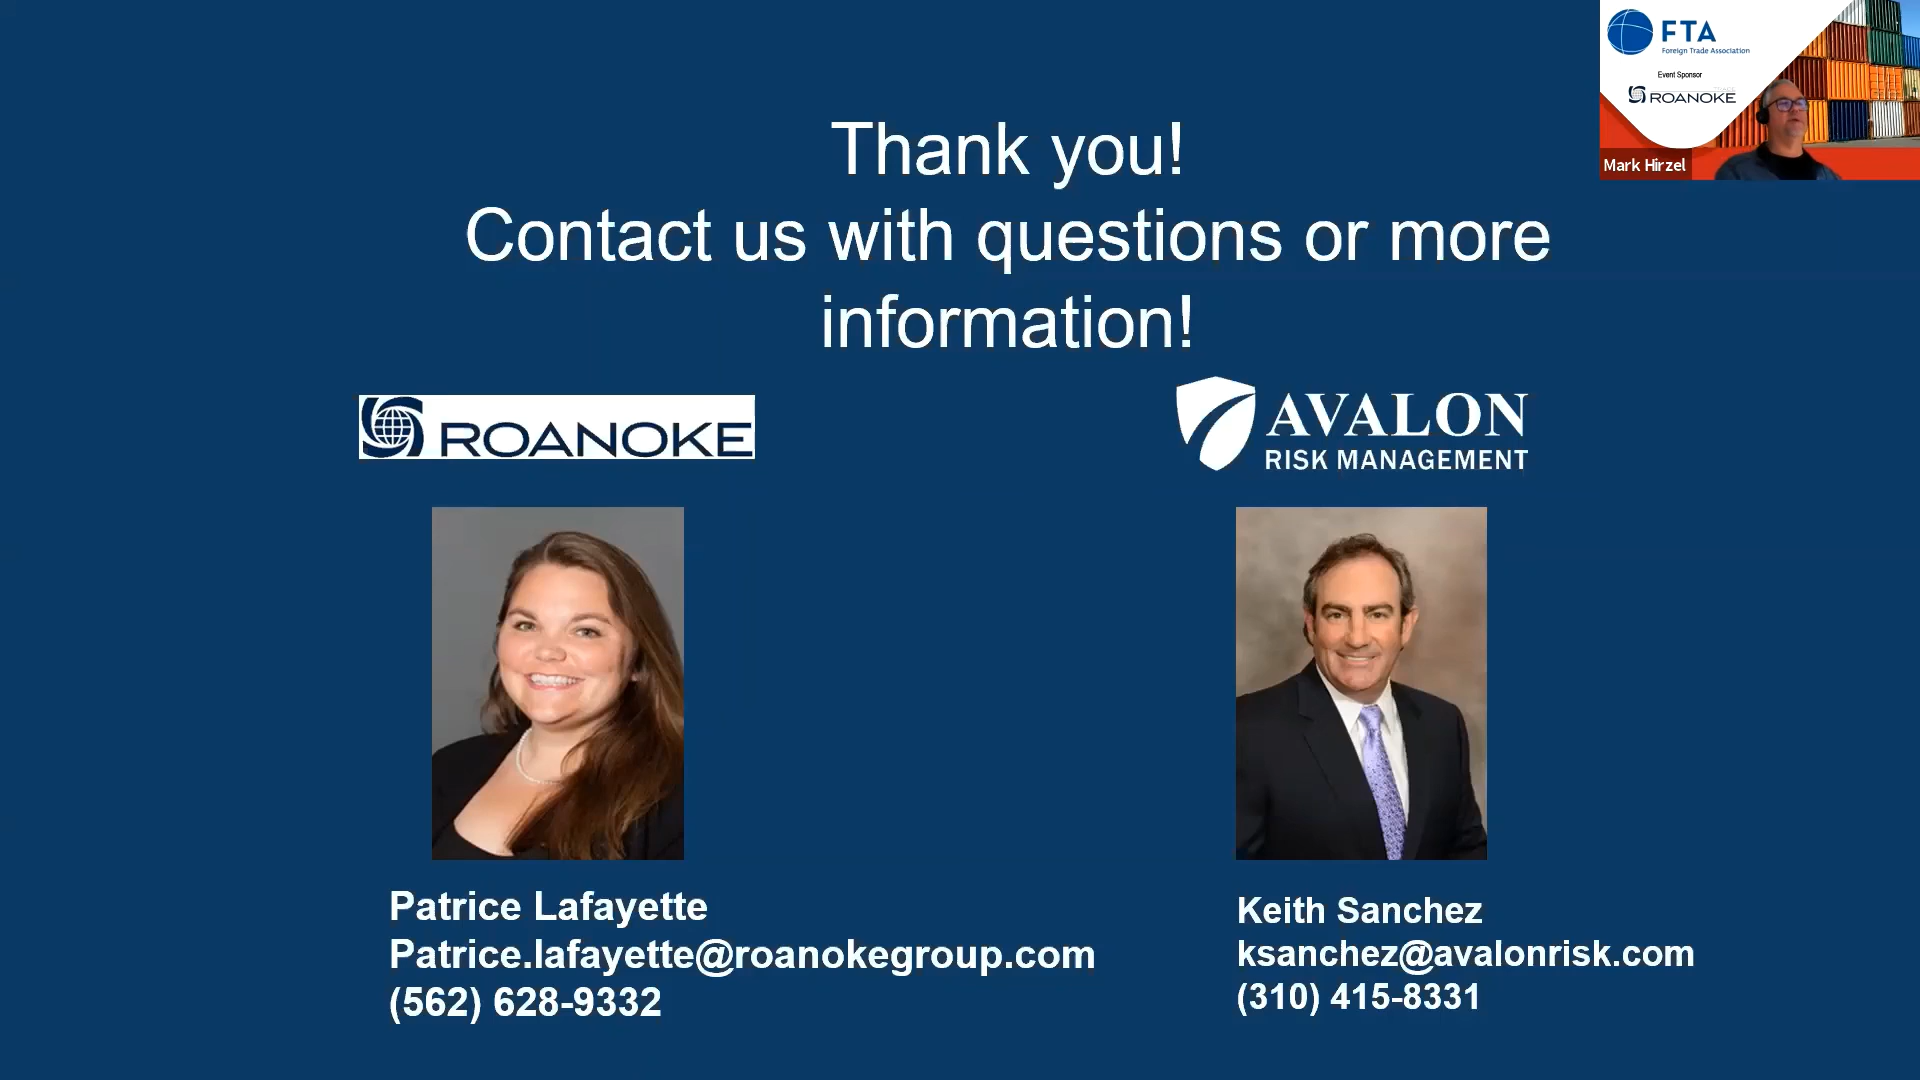 FTA
Foreign Trade Association
Event Sponsor
ROANOKE
Mark Hirzel
Thank you!
Contact us with questions or more
information!
ROANOKE
AVALON
RISK MANAGEMENT
Patrice Lafayette
Patrice.lafayette@roanokegroup.com
(562) 628-9332
Keith Sanchez
ksanchez@avalonrisk.com
(310) 415-8331